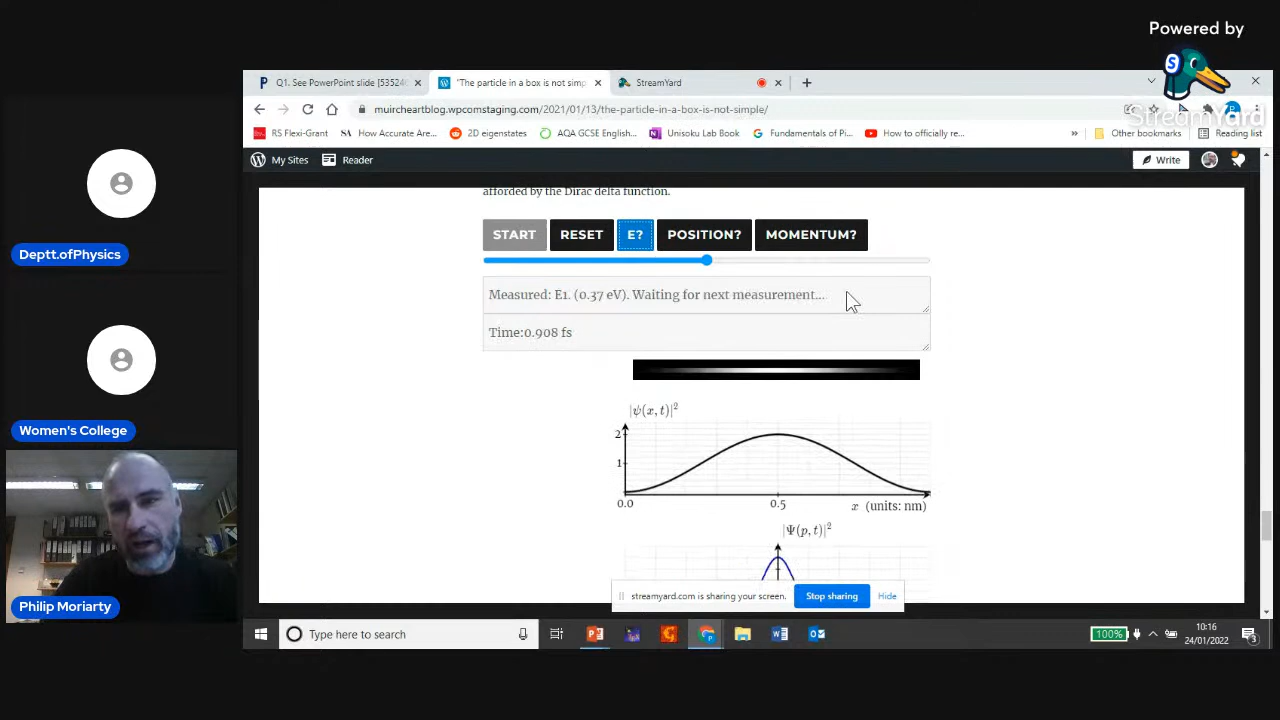 Powered by
StreamYard
Q1. See PowerPoint slide [53524
"The particle in a box is not simp
StreamYard
muircheartblog.wpcomstaging.com/2021/01/13/the-particle-in-a-box-is-not-simple/
RS Flexi-Grant
How Accurate Are...
2D eigenstates
AQA GCSE English...
Unisoku Lab Book
Fundamentals of Pi...
How to officially re...
Other bookmarks
Reading list
My Sites
Reader
Write
afforded by the Dirac delta function.
START
RESET
E?
POSITION?
MOMENTUM?
Measured: E1. (0.37 eV). Waiting for next measurement....
Time:0.908 fs
|ψ(x, t)|²
2
1
0.0
0.5
x (units: nm)
|Ψ(p, t)|²
streamyard.com is sharing your screen.
Stop sharing
Hide
Deptt.ofPhysics
Women's College
Philip Moriarty
Type here to search
100%
10:16
24/01/2022
3